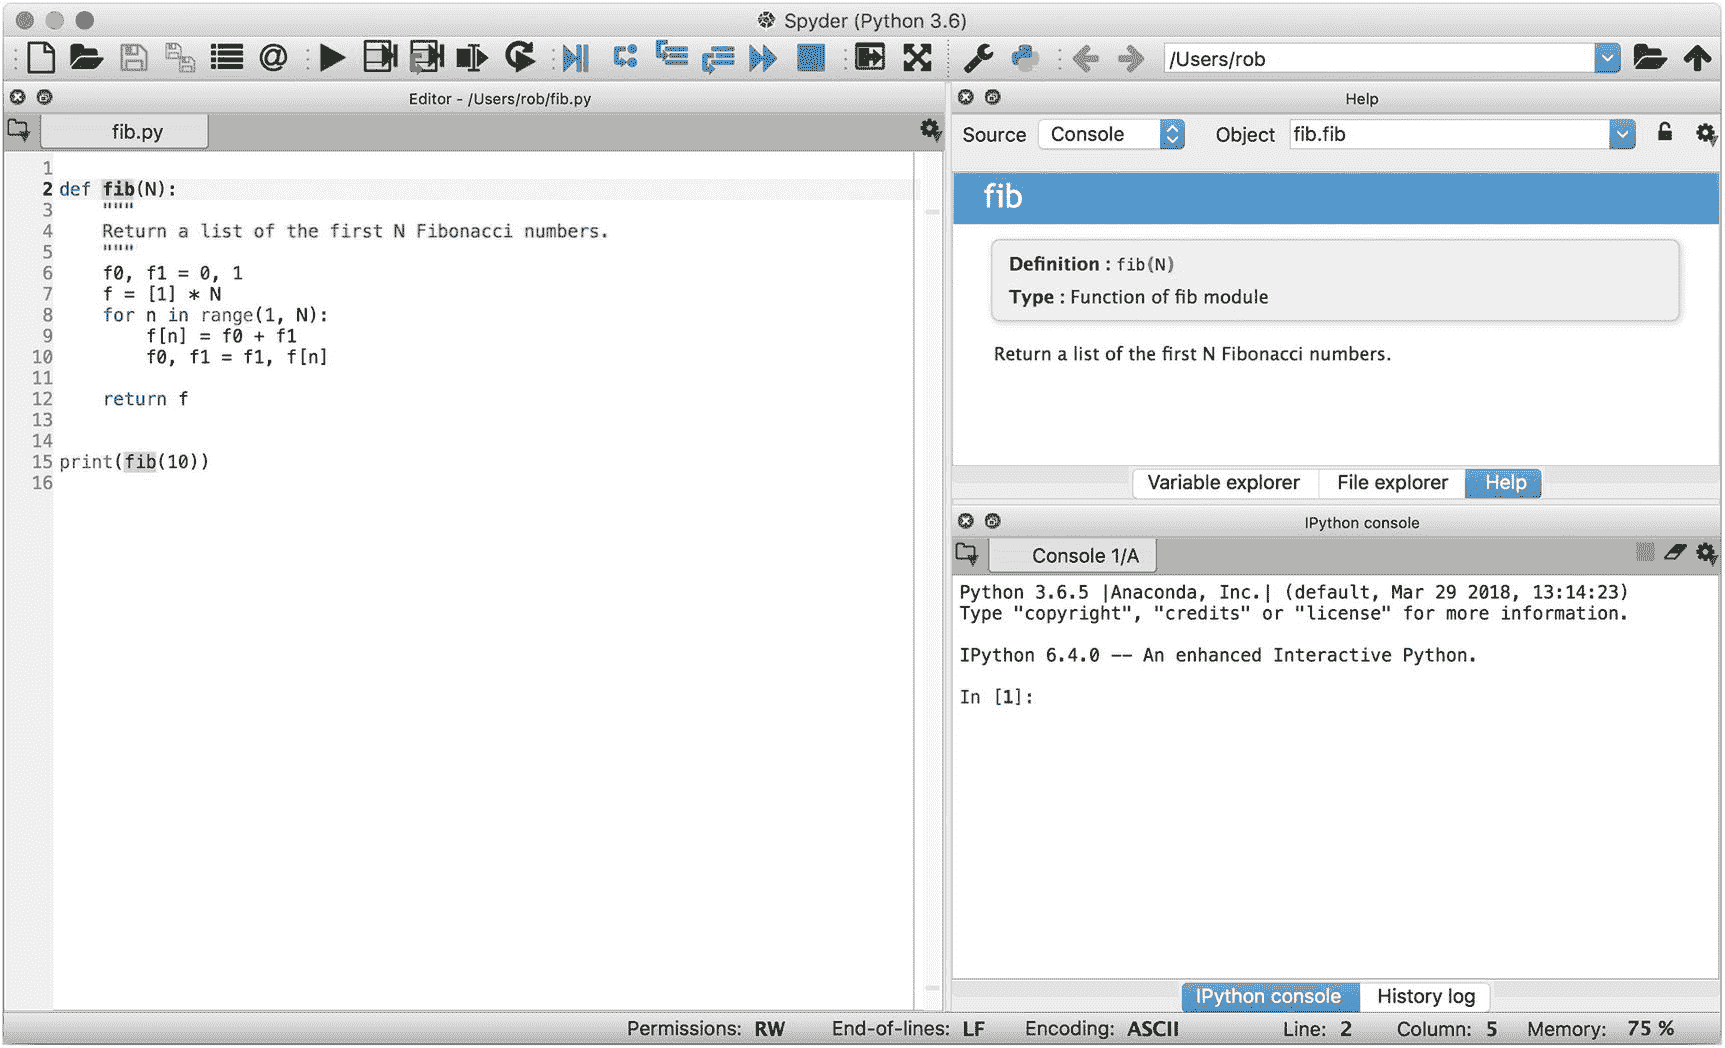 Spyder (Python 3.6)
/Users/rob
Editor - /Users/rob/fib.py
fib.py
1
2 def fib(N):
3     """
4     Return a list of the first N Fibonacci numbers.
5     """
6     f0, f1 = 0, 1
7     f = [1] * N
8     for n in range(1, N):
9         f[n] = f0 + f1
10         f0, f1 = f1, f[n]
11
12     return f
13
14
15 print(fib(10))
16
Help
Source Console Object fib.fib
fib
Definition : fib(N)
Type : Function of fib module
Return a list of the first N Fibonacci numbers.
Variable explorer File explorer Help
IPython console
Console 1/A
Python 3.6.5 |Anaconda, Inc.| (default, Mar 29 2018, 13:14:23)
Type "copyright", "credits" or "license" for more information.
IPython 6.4.0 -- An enhanced Interactive Python.
In [1]:
IPython console History log
Permissions: RW End-of-lines: LF Encoding: ASCII Line: 2 Column: 5 Memory: 75 %